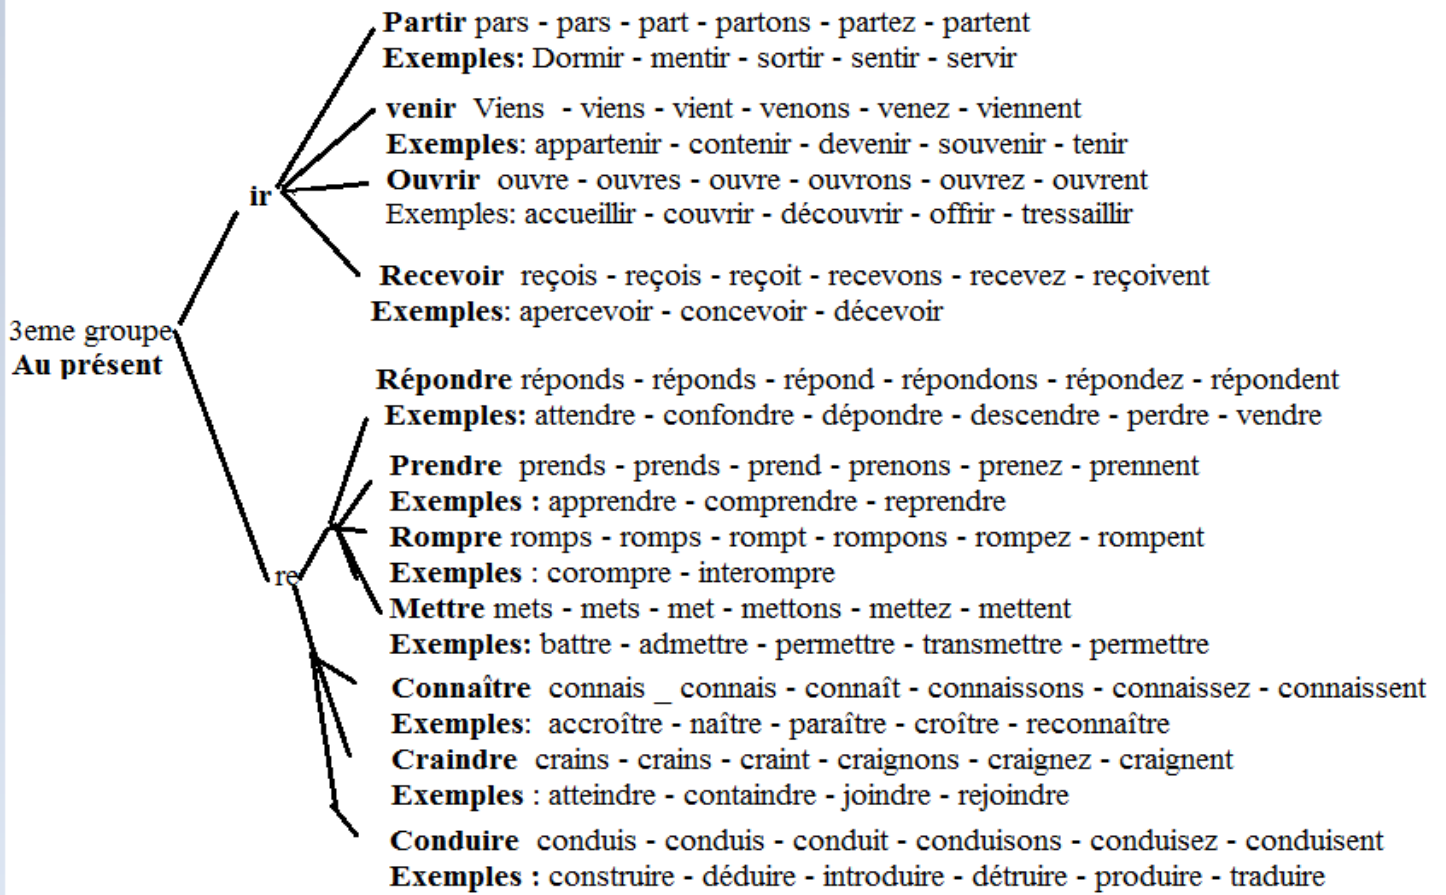 Partir pars - pars - part - partons - partez - partent
Exemples: Dormir - mentir - sortir - sentir - servir
venir Viens - viens - vient - venons - venez - viennent
Exemples: appartenir - contenir - devenir - souvenir - tenir
ir
Ouvrir ouvre - ouvres - ouvre - ouvrons - ouvrez - ouvrent
Exemples: accueillir - couvrir - découvrir - offrir - tressaillir
Recevoir reçois - reçois - reçoit - recevons - recevez - reçoivent
Exemples: apercevoir - concevoir - décevoir
3eme groupe
Au présent
Répondre réponds - réponds - répond - répondons - répondez - répondent
Exemples: attendre - confondre - dépondre - descendre - perdre - vendre
Prendre prends - prends - prend - prenons - prenez - prennent
Exemples : apprendre - comprendre - reprendre
Rompre romps - romps - rompt - rompons - rompez - rompent
Exemples : corompre - interompre
re
Mettre mets - mets - met - mettons - mettez - mettent
Exemples: battre - admettre - permettre - transmettre - permettre
Connaître connais _ connais - connaît - connaissons - connaissez - connaissent
Exemples: accroître - naître - paraître - croître - reconnaître
Craindre crains - crains - craint - craignons - craignez - craignent
Exemples : atteindre - containdre - joindre - rejoindre
Conduire conduis - conduis - conduit - conduisons - conduisez - conduisent
Exemples : construire - déduire - introduire - détruire - produire - traduire